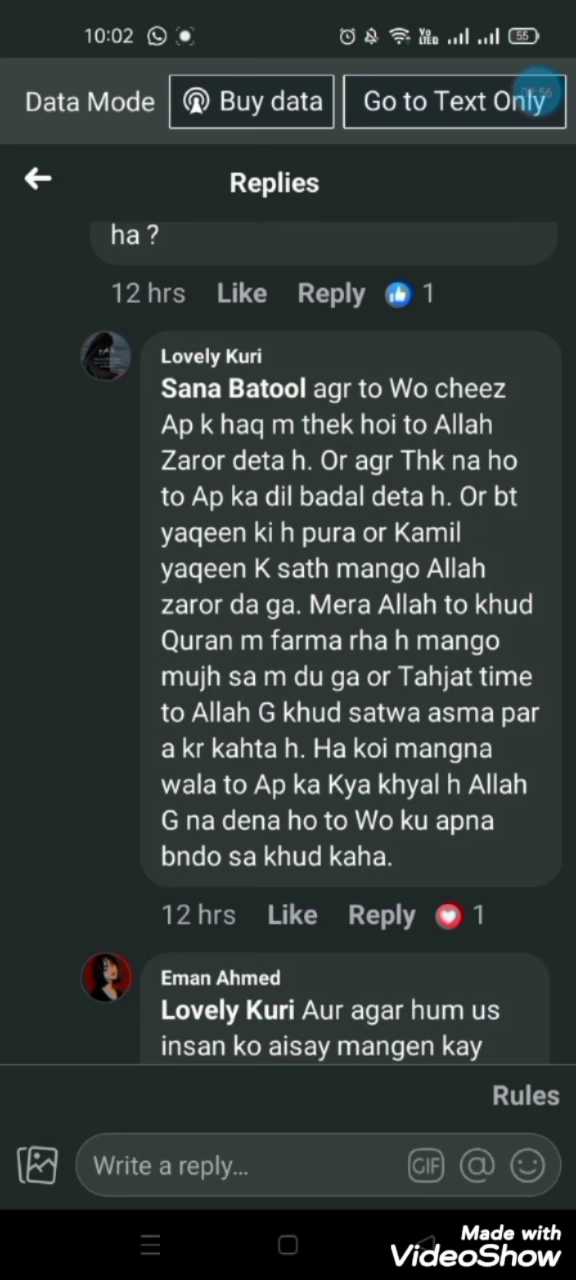 10:02
Vo
LTED
55
Data Mode
Buy data
Go to Text Only
Replies
ha ?
12 hrs Like Reply 1
Lovely Kuri
Sana Batool agr to Wo cheez
Ap k haq m thek hoi to Allah
Zaror deta h. Or agr Thk na ho
to Ap ka dil badal deta h. Or bt
yaqeen ki h pura or Kamil
yaqeen K sath mango Allah
zaror da ga. Mera Allah to khud
Quran m farma rha h mango
mujh sa m du ga or Tahjat time
to Allah G khud satwa asma par
a kr kahta h. Ha koi mangna
wala to Ap ka Kya khyal h Allah
G na dena ho to Wo ku apna
bndo sa khud kaha.
12 hrs Like Reply 1
Eman Ahmed
Lovely Kuri Aur agar hum us
insan ko aisay mangen kay
Rules
Write a reply...
GIF
@
Made with
VideoShow